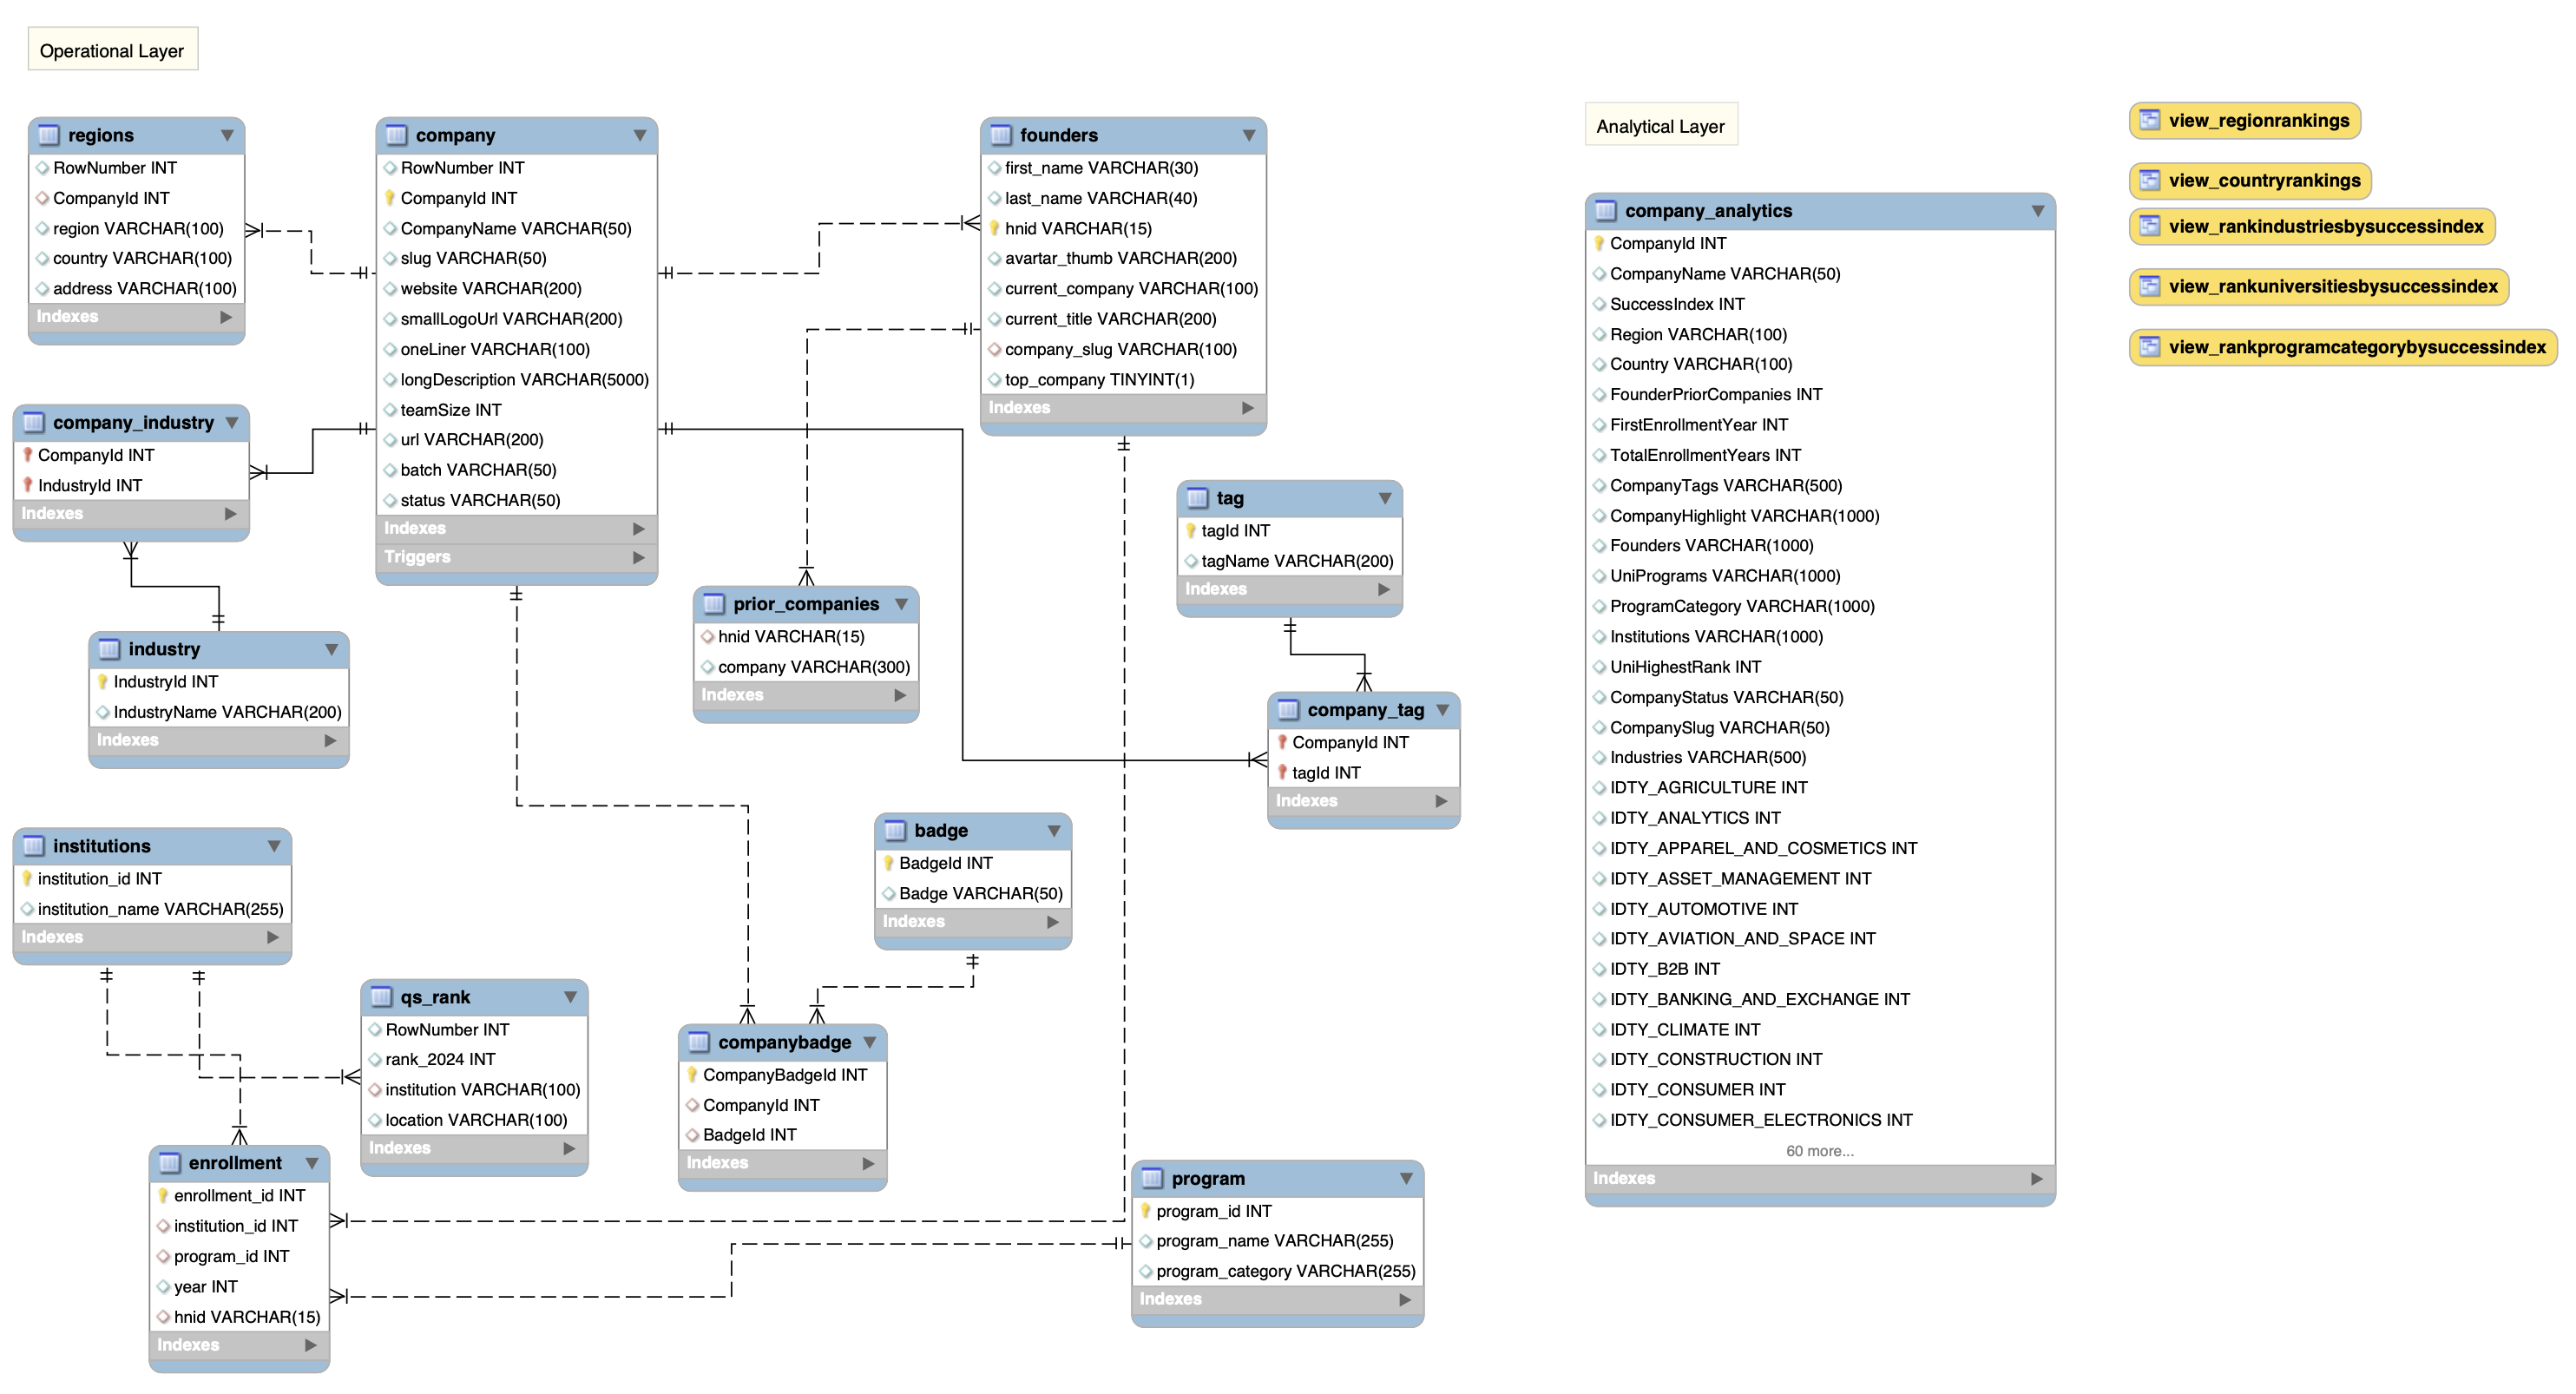 Operational Layer
regions
RowNumber INT
CompanyId INT
region VARCHAR(100)
country VARCHAR(100)
address VARCHAR(100)
Indexes
company
RowNumber INT
CompanyId INT
CompanyName VARCHAR(50)
slug VARCHAR(50)
website VARCHAR(200)
smallLogoUrl VARCHAR(200)
oneLiner VARCHAR(100)
longDescription VARCHAR(5000)
teamSize INT
url VARCHAR(200)
batch VARCHAR(50)
status VARCHAR(50)
Indexes
Triggers
founders
first_name VARCHAR(30)
last_name VARCHAR(40)
hnid VARCHAR(15)
avartar_thumb VARCHAR(200)
current_company VARCHAR(100)
current_title VARCHAR(200)
company_slug VARCHAR(100)
top_company TINYINT(1)
Indexes
company_industry
CompanyId INT
IndustryId INT
Indexes
industry
IndustryId INT
IndustryName VARCHAR(200)
Indexes
prior_companies
hnid VARCHAR(15)
company VARCHAR(300)
Indexes
tag
tagId INT
tagName VARCHAR(200)
Indexes
company_tag
CompanyId INT
tagId INT
Indexes
institutions
institution_id INT
institution_name VARCHAR(255)
Indexes
qs_rank
RowNumber INT
rank_2024 INT
institution VARCHAR(100)
location VARCHAR(100)
Indexes
badge
BadgeId INT
Badge VARCHAR(50)
Indexes
companybadge
CompanyBadgeId INT
CompanyId INT
BadgeId INT
Indexes
enrollment
enrollment_id INT
institution_id INT
program_id INT
year INT
hnid VARCHAR(15)
Indexes
program
program_id INT
program_name VARCHAR(255)
program_category VARCHAR(255)
Indexes
Analytical Layer
company_analytics
CompanyId INT
CompanyName VARCHAR(50)
SuccessIndex INT
Region VARCHAR(100)
Country VARCHAR(100)
FounderPriorCompanies INT
FirstEnrollmentYear INT
TotalEnrollmentYears INT
CompanyTags VARCHAR(500)
CompanyHighlight VARCHAR(1000)
Founders VARCHAR(1000)
UniPrograms VARCHAR(1000)
ProgramCategory VARCHAR(1000)
Institutions VARCHAR(1000)
UniHighestRank INT
CompanyStatus VARCHAR(50)
CompanySlug VARCHAR(50)
Industries VARCHAR(500)
IDTY_AGRICULTURE INT
IDTY_ANALYTICS INT
IDTY_APPAREL_AND_COSMETICS INT
IDTY_ASSET_MANAGEMENT INT
IDTY_AUTOMOTIVE INT
IDTY_AVIATION_AND_SPACE INT
IDTY_B2B INT
IDTY_BANKING_AND_EXCHANGE INT
IDTY_CLIMATE INT
IDTY_CONSTRUCTION INT
IDTY_CONSUMER INT
IDTY_CONSUMER_ELECTRONICS INT
60 more...
Indexes
view_regionrankings
view_countryrankings
view_rankindustriesbysuccessindex
view_rankuniversitiesbysuccessindex
view_rankprogramcategorybysuccessindex